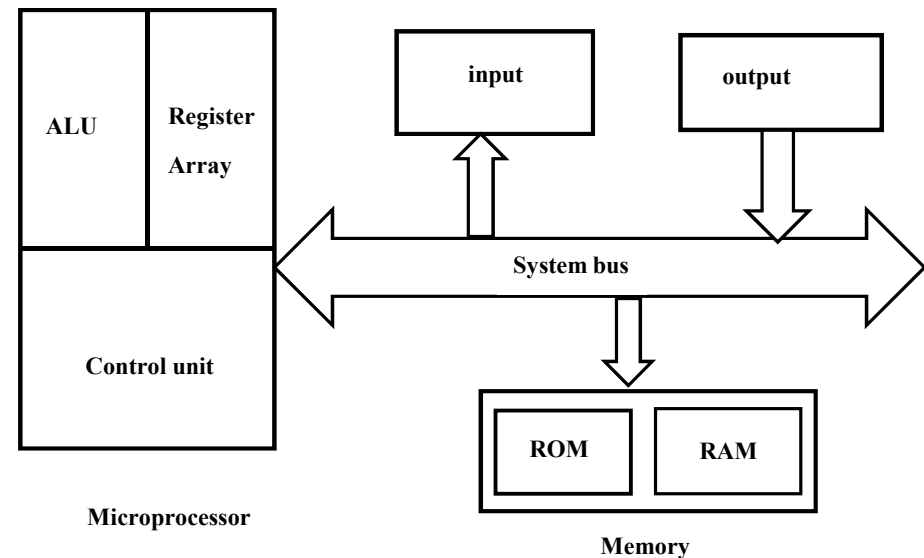 input
output
ALU
Register
Array
System bus
Control unit
ROM
RAM
Microprocessor
Memory